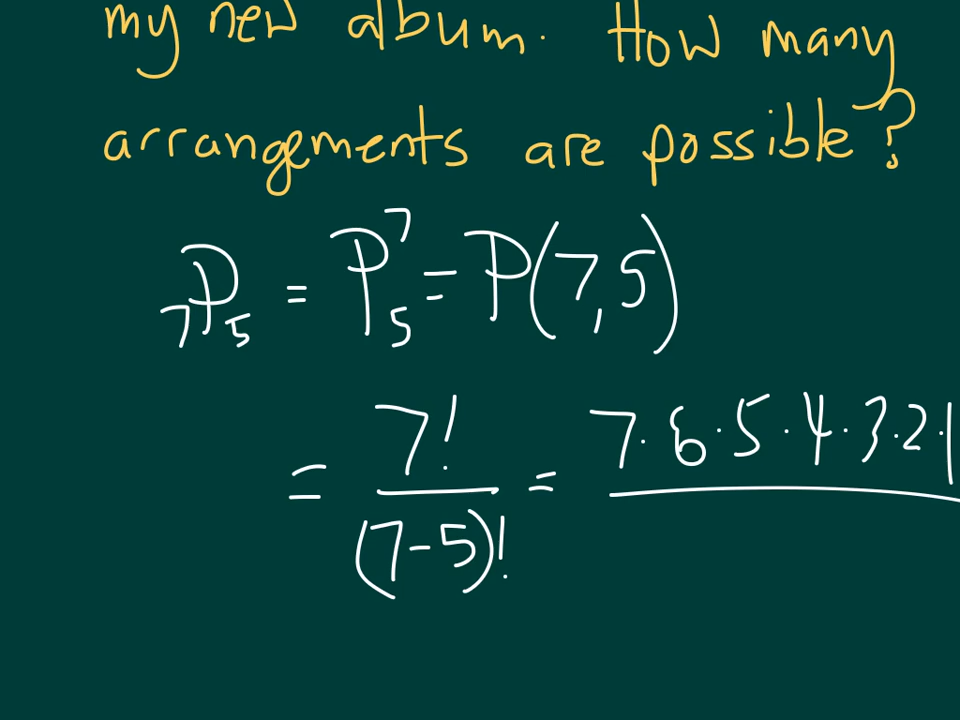 my new album. How many
arrangements are possible?
₇P₅ = P⁷₅ = P(7,5)
= 7!/(7-5)! = 7·6·5·4·3·2·1